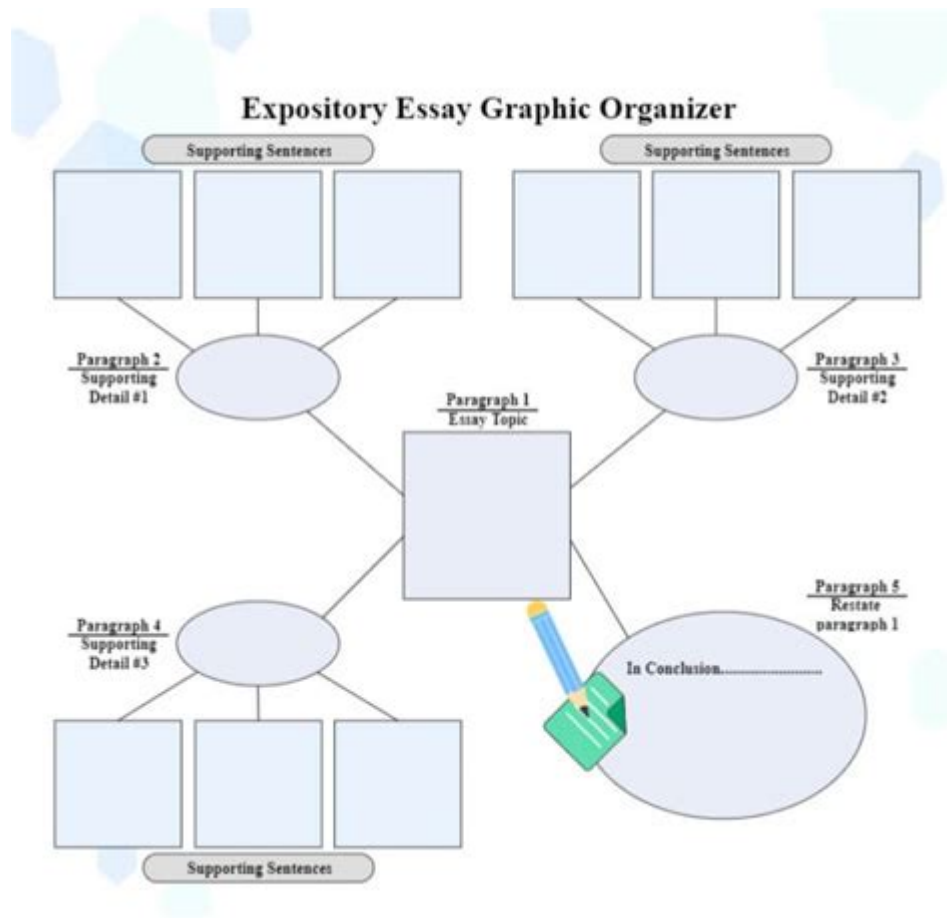 Expository Essay Graphic Organizer
Supporting Sentences
Supporting Sentences
Paragraph 2
Supporting
Detail #1
Paragraph 3
Supporting
Detail #2
Paragraph 1
Essay Topic
Paragraph 4
Supporting
Detail #3
Paragraph 5
Restate
paragraph 1
In Conclusion..............................
Supporting Sentences